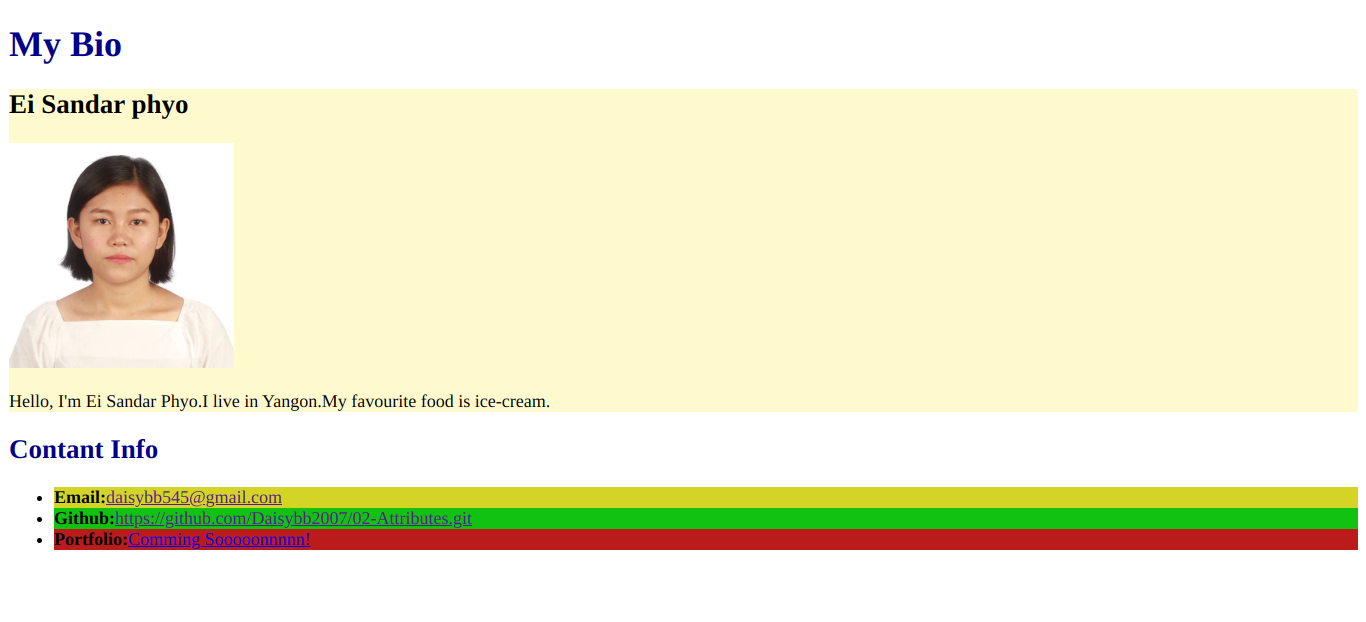 My Bio
Ei Sandar phyo
Hello, I'm Ei Sandar Phyo.I live in Yangon.My favourite food is ice-cream.
Contant Info
Email:daisybb545@gmail.com
Github:https://github.com/Daisybb2007/02-Attributes.git
Portfolio:Comming Sooooonnnnn!